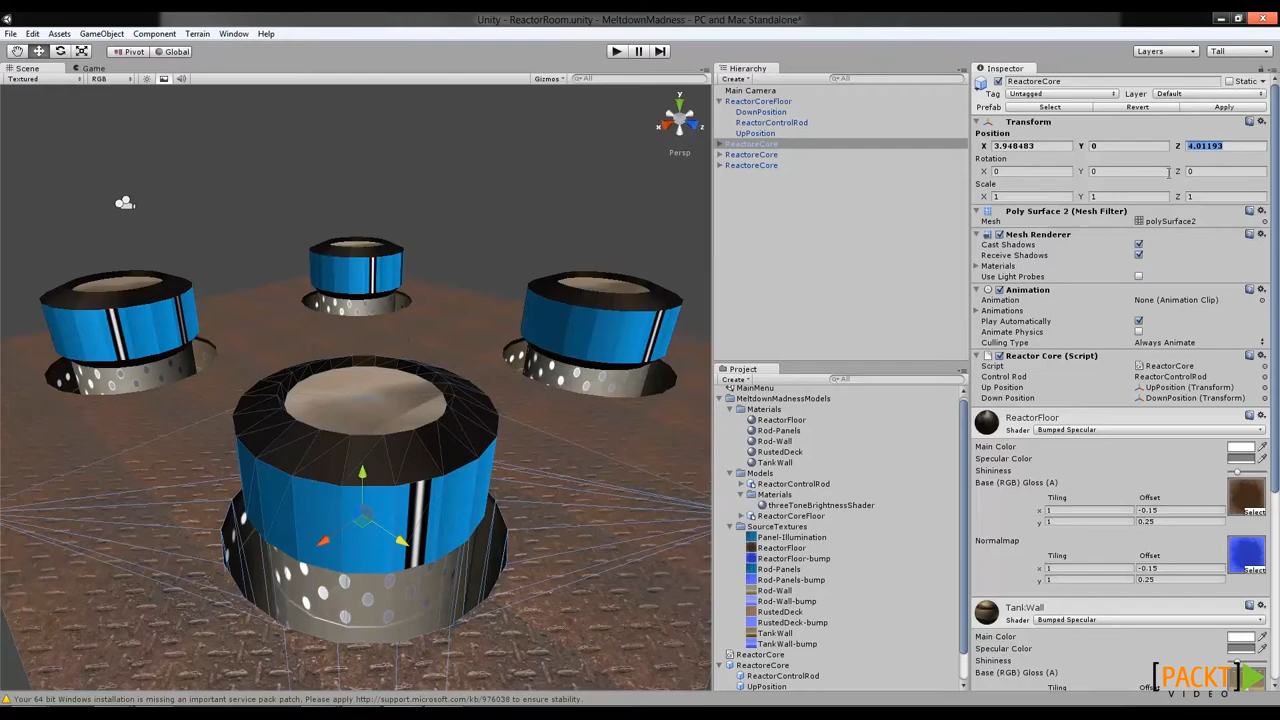 Unity - ReactorRoom.unity - MeltdownMadness - PC and Mac Standalone*
File Edit Assets GameObject Component Terrain Window Help
Pivot Global Layers Tall
Scene Game
Textured RGB Gizmos All
y
x z
Persp
Hierarchy
Create All
Main Camera
ReactorCoreFloor
DownPosition
ReactorControlRod
UpPosition
ReactoreCore
ReactoreCore
ReactoreCore
Project
Create All
MainMenu
MeltdownMadnessModels
Materials
ReactorFloor
Rod-Panels
Rod-Wall
RustedDeck
TankWall
Models
ReactorControlRod
Materials
threeToneBrightnessShader
ReactorCoreFloor
SourceTextures
Panel-Illumination
ReactorFloor
ReactorFloor-bump
Rod-Panels
Rod-Panels-bump
Rod-Wall
Rod-Wall-bump
RustedDeck
RustedDeck-bump
TankWall
TankWall-bump
ReactorCore
ReactoreCore
ReactorControlRod
UpPosition
Inspector
ReactoreCore Static
Tag Untagged Layer Default
Prefab Select Revert Apply
Transform
Position
X 3.948483 Y 0 Z 4.01193
Rotation
X 0 Y 0 Z 0
Scale
X 1 Y 1 Z 1
Poly Surface 2 (Mesh Filter)
Mesh polySurface2
Mesh Renderer
Cast Shadows
Receive Shadows
Materials
Use Light Probes
Animation
Animation None (Animation Clip)
Animations
Play Automatically
Animate Physics
Culling Type Always Animate
Reactor Core (Script)
Script ReactorCore
Control Rod ReactorControlRod
Up Position UpPosition (Transform)
Down Position DownPosition (Transform)
ReactorFloor
Shader Bumped Specular
Main Color
Specular Color
Shininess
Base (RGB) Gloss (A)
Tiling Offset
x 1 -0.15
y 1 0.25
Select
Normalmap
Tiling Offset
x 1 -0.15
y 1 0.25
Select
TankWall
Shader Bumped Specular
Main Color
Specular Color
Shininess
Base (RGB) Gloss (A)
Tiling Offset
Select
[PACKT]
VIDEO
Your 64 bit Windows installation is missing an important service pack patch. Please apply http://support.microsoft.com/kb/976038 to ensure stability.